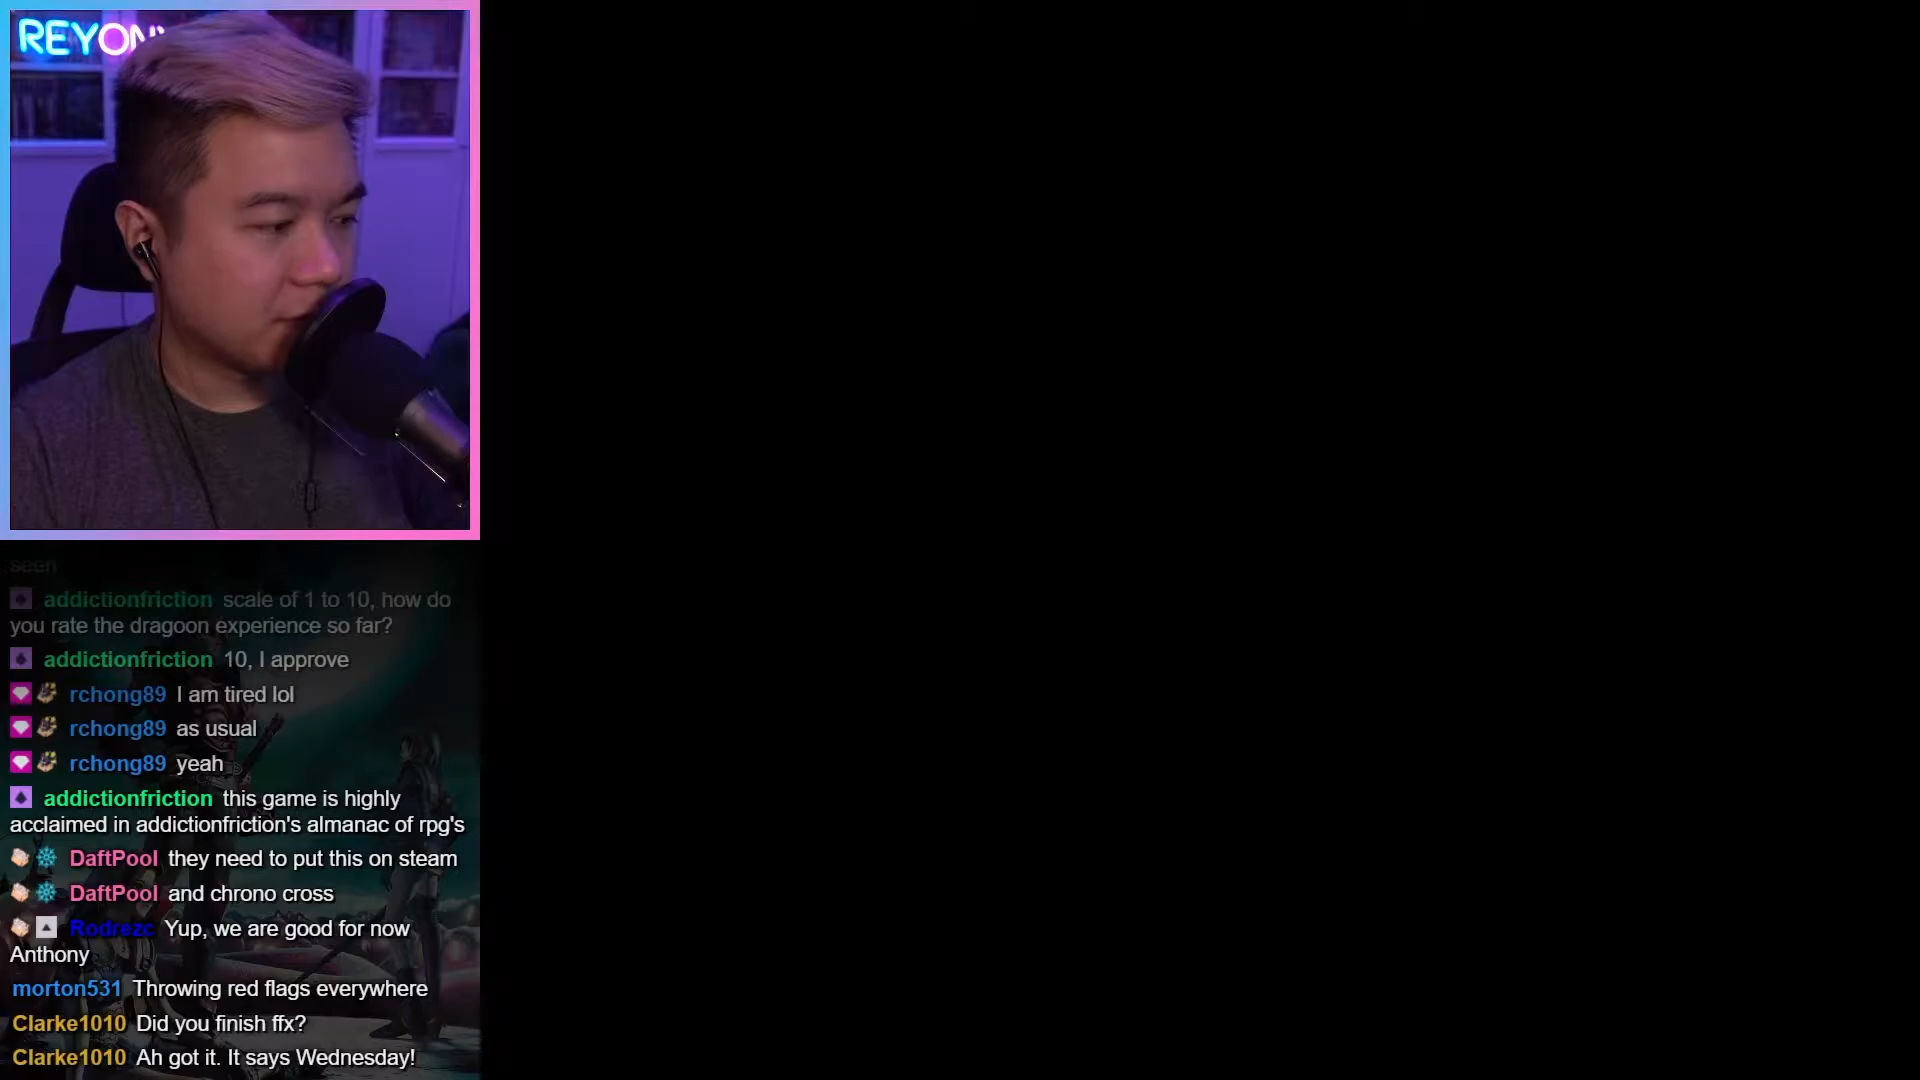 REYON
seen
addictionfriction scale of 1 to 10, how do
you rate the dragoon experience so far?
addictionfriction 10, I approve
rchong89 I am tired lol
rchong89 as usual
rchong89 yeah
addictionfriction this game is highly
acclaimed in addictionfriction's almanac of rpg's
DaftPool they need to put this on steam
DaftPool and chrono cross
Rodrezc Yup, we are good for now
Anthony
morton531 Throwing red flags everywhere
Clarke1010 Did you finish ffx?
Clarke1010 Ah got it. It says Wednesday!